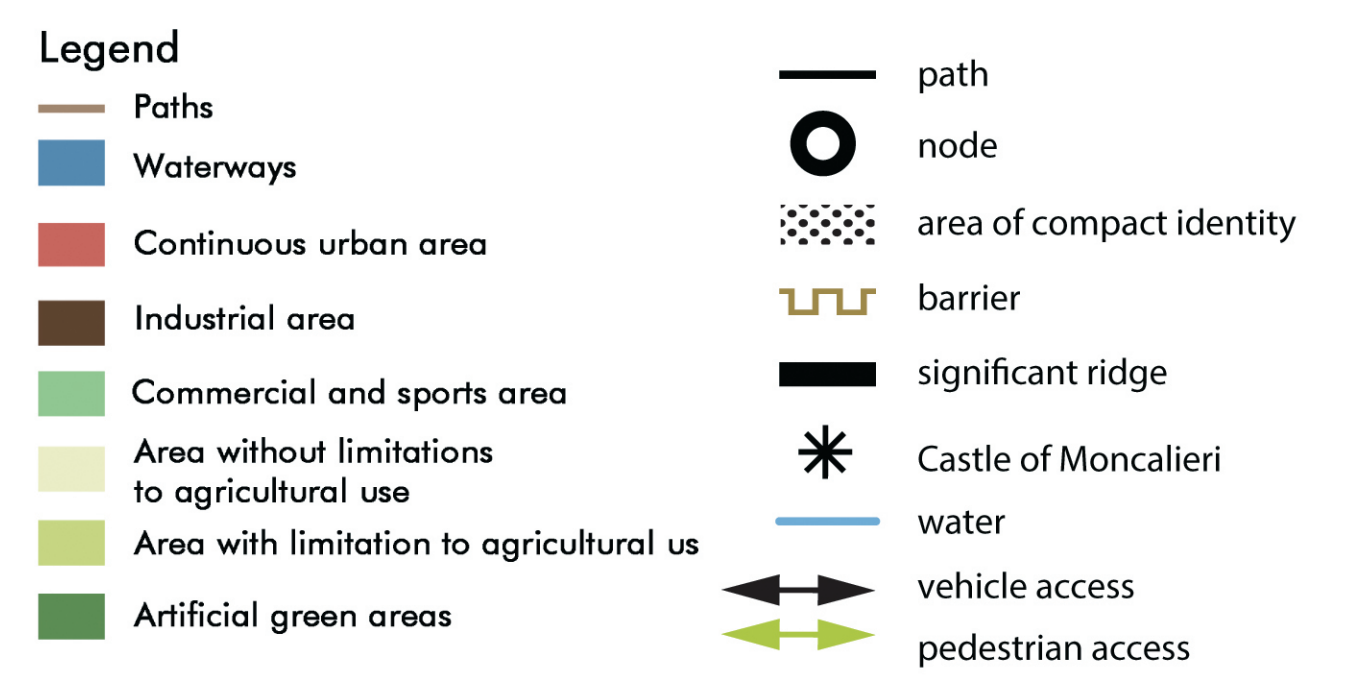 Legend
Paths
Waterways
Continuous urban area
Industrial area
Commercial and sports area
Area without limitations
to agricultural use
Area with limitation to agricultural us
Artificial green areas
path
node
area of compact identity
barrier
significant ridge
Castle of Moncalieri
water
vehicle access
pedestrian access